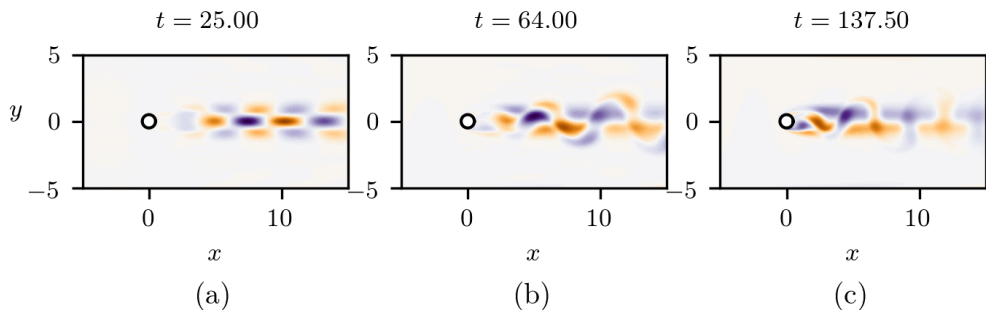 t = 25.00 t = 64.00 t = 137.50
5 5 5
y 0 0 0
−5 −5 −5
0 10 0 10 0 10
x x x
(a) (b) (c)